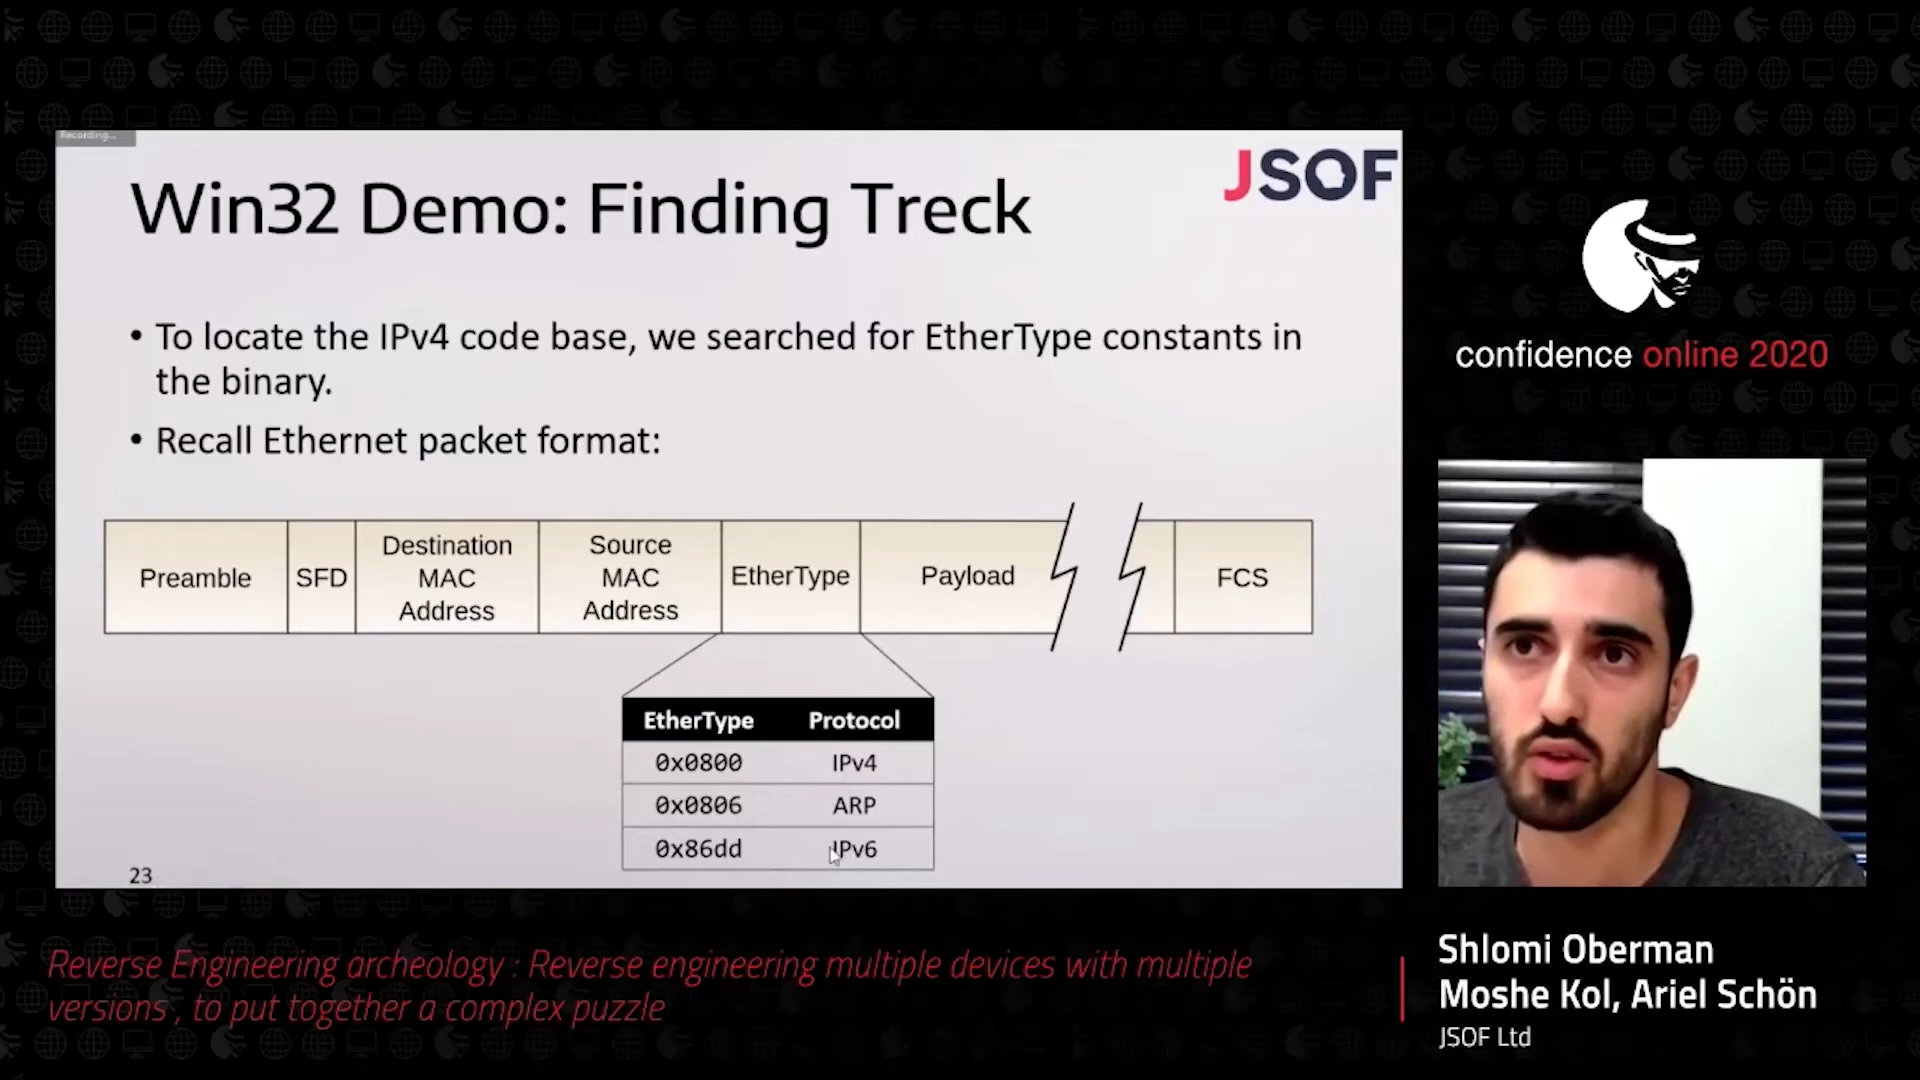 Recording...
JSOF
Win32 Demo: Finding Treck
• To locate the IPv4 code base, we searched for EtherType constants in
the binary.
• Recall Ethernet packet format:
Preamble
SFD
Destination
MAC
Address
Source
MAC
Address
EtherType
Payload
FCS
EtherType Protocol
0x0800 IPv4
0x0806 ARP
0x86dd IPv6
23
confidence online 2020
Reverse Engineering archeology : Reverse engineering multiple devices with multiple
versions , to put together a complex puzzle
Shlomi Oberman
Moshe Kol, Ariel Schön
JSOF Ltd